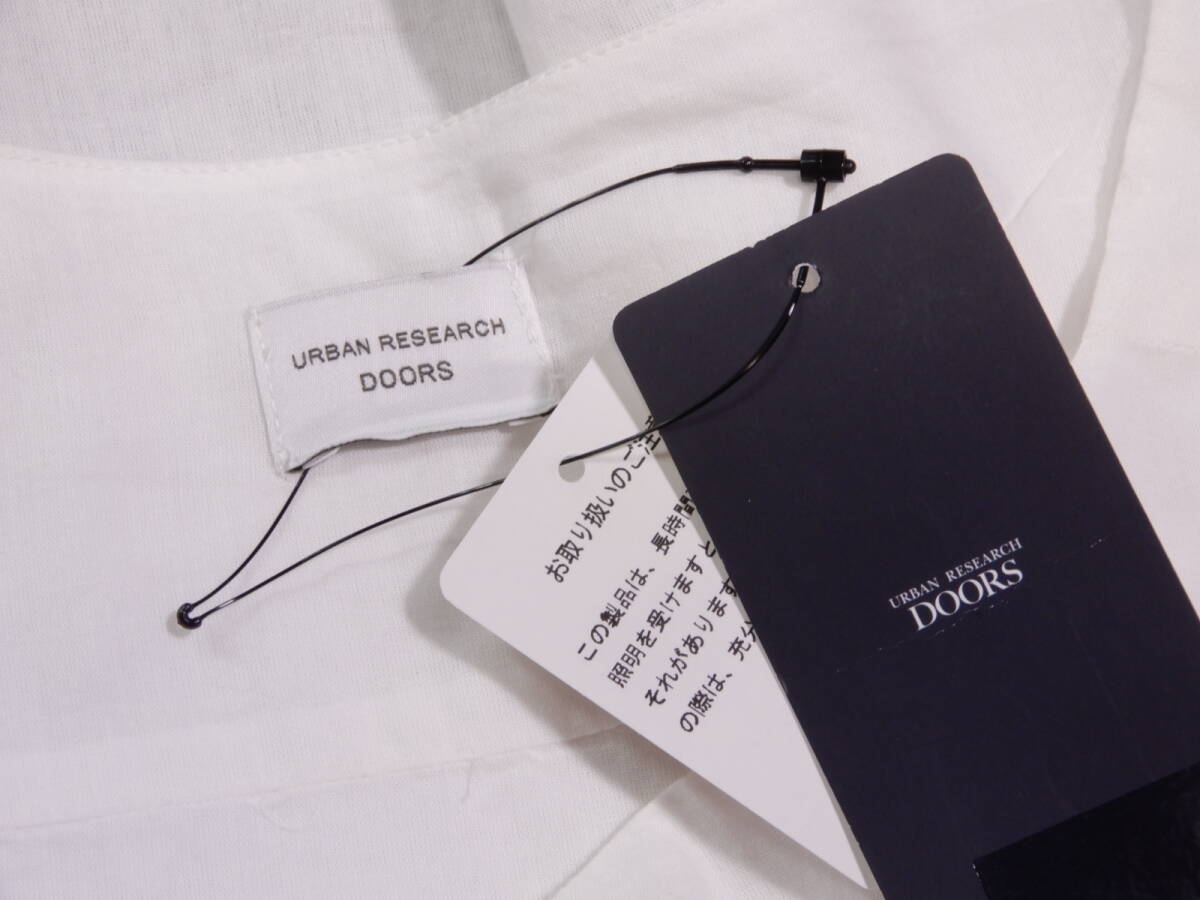 URBAN RESEARCH
DOORS
お取り扱いのご注
この製品は、長時間
照明を受けますと
それがあります
の際は、充分
URBAN RESEARCH
DOORS